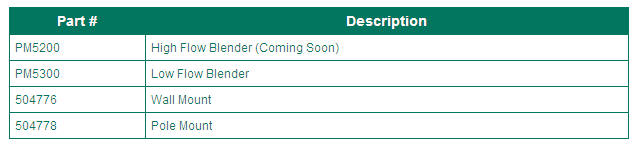 Part # Description
PM5200 High Flow Blender (Coming Soon)
PM5300 Low Flow Blender
504776 Wall Mount
504778 Pole Mount